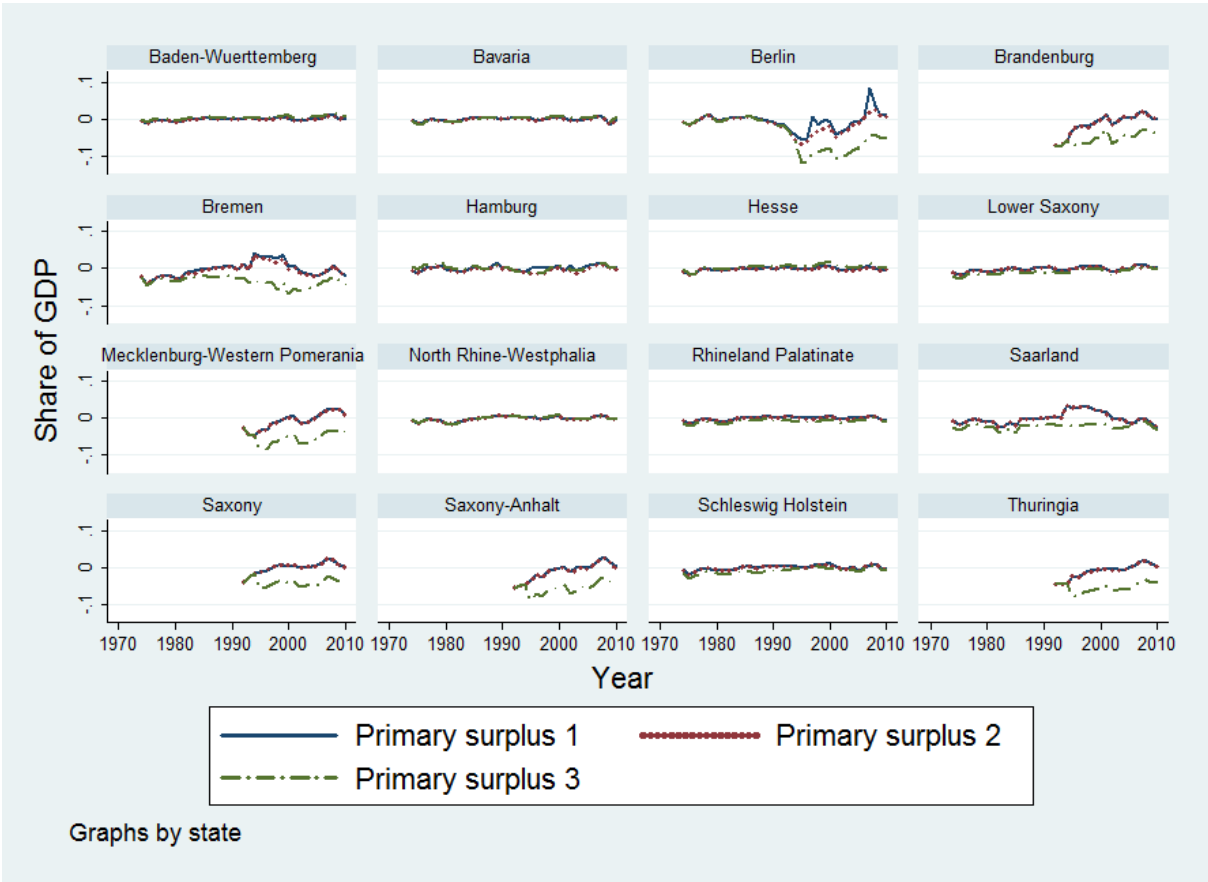 Baden-Wuerttemberg Bavaria Berlin Brandenburg
.1
0
-.1
Bremen Hamburg Hesse Lower Saxony
.1
0
-.1
Mecklenburg-Western Pomerania North Rhine-Westphalia Rhineland Palatinate Saarland
.1
0
-.1
Saxony Saxony-Anhalt Schleswig Holstein Thuringia
.1
0
-.1
Share of GDP
1970 1980 1990 2000 2010 1970 1980 1990 2000 2010 1970 1980 1990 2000 2010 1970 1980 1990 2000 2010
Year
Primary surplus 1 Primary surplus 2
Primary surplus 3
Graphs by state